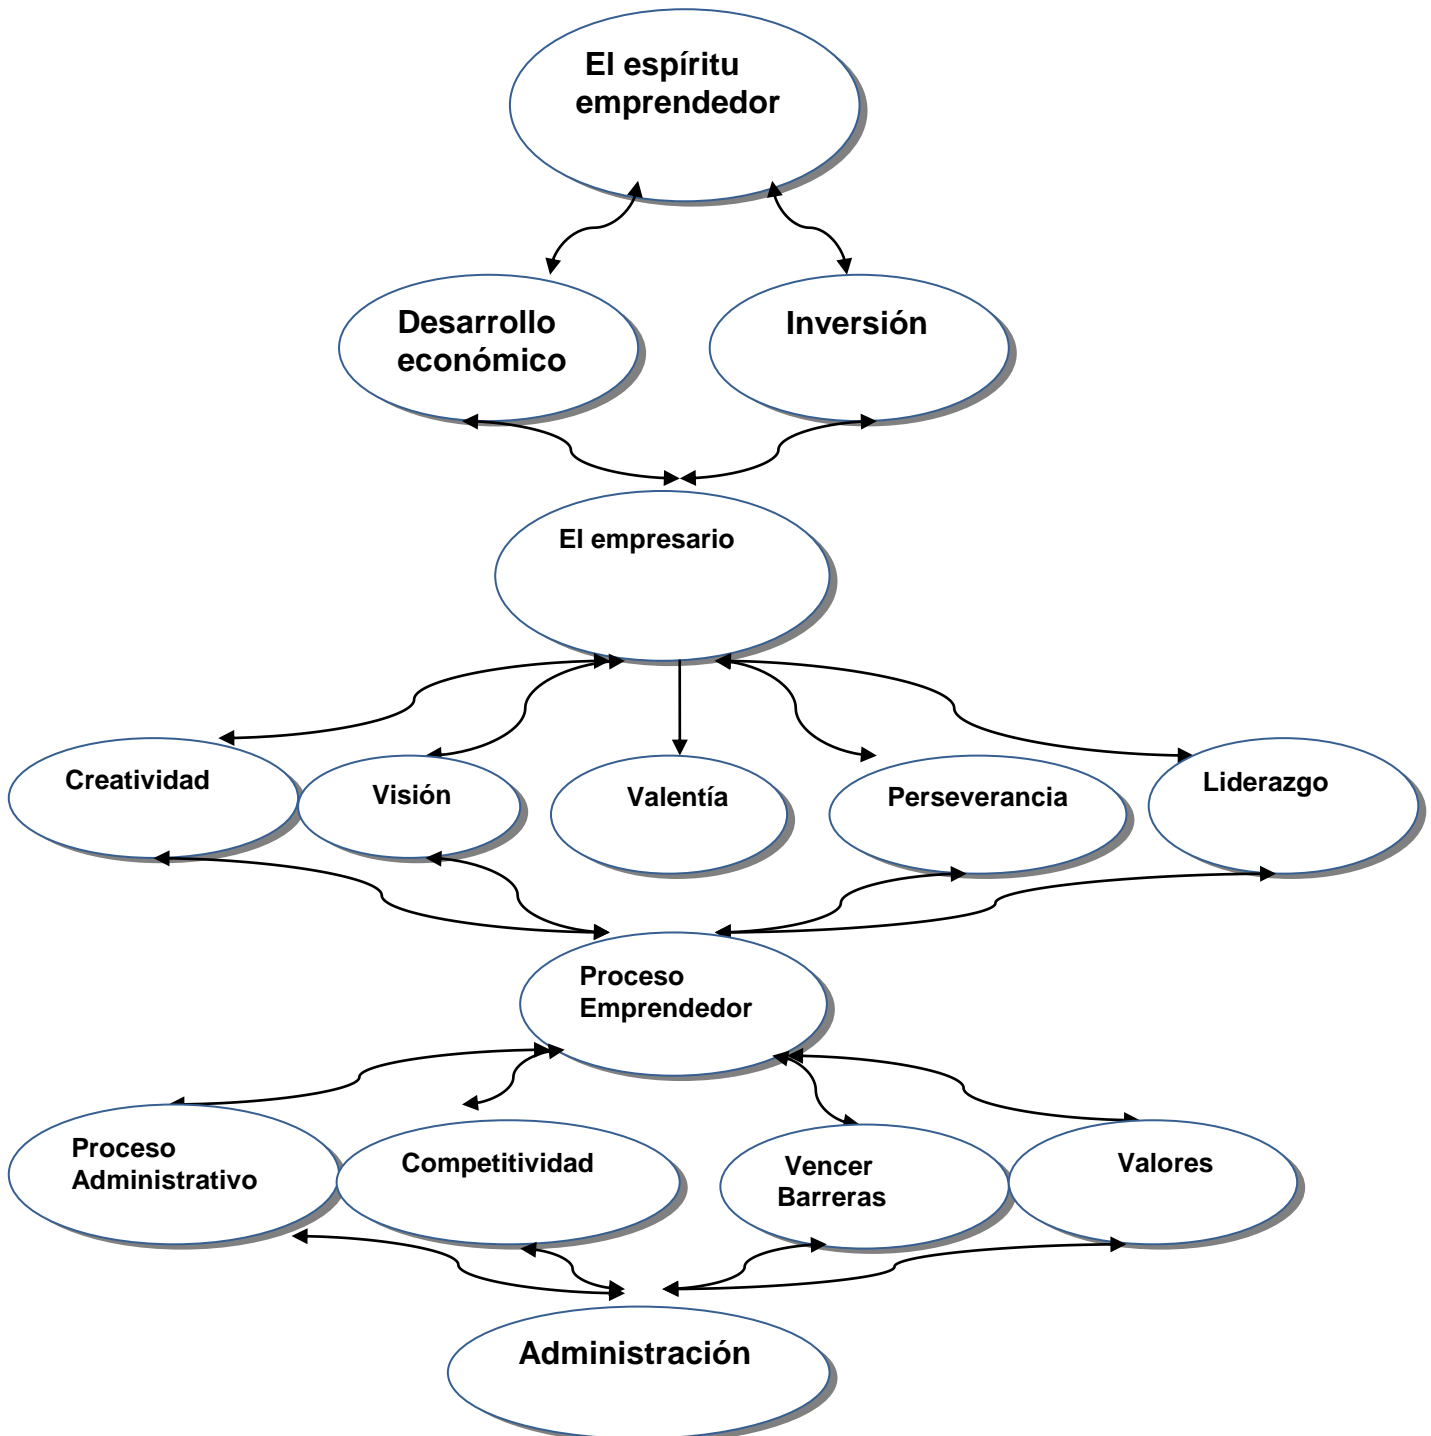 El espíritu
emprendedor
Desarrollo
económico
Inversión
El empresario
Creatividad
Visión
Valentía
Perseverancia
Liderazgo
Proceso
Emprendedor
Proceso
Administrativo
Competitividad
Vencer
Barreras
Valores
Administración